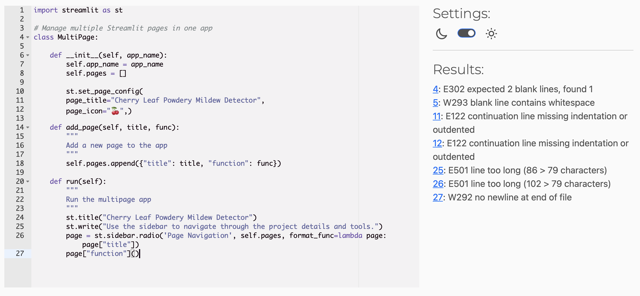 1 import streamlit as st
2
3 # Manage multiple Streamlit pages in one app
4 class MultiPage:
5
6 def __init__(self, app_name):
7 self.app_name = app_name
8 self.pages = []
9
10 st.set_page_config(
11 page_title="Cherry Leaf Powdery Mildew Detector",
12 page_icon="🍒",)
13
14 def add_page(self, title, func):
15 """
16 Add a new page to the app
17 """
18 self.pages.append({"title": title, "function": func})
19
20 def run(self):
21 """
22 Run the multipage app
23 """
24 st.title("Cherry Leaf Powdery Mildew Detector")
25 st.write("Use the sidebar to navigate through the project details and tools.")
26 page = st.sidebar.radio('Page Navigation', self.pages, format_func=lambda page:
page["title"])
27 page["function"]()
Settings:
Results:
4: E302 expected 2 blank lines, found 1
5: W293 blank line contains whitespace
11: E122 continuation line missing indentation or
outdented
12: E122 continuation line missing indentation or
outdented
25: E501 line too long (86 > 79 characters)
26: E501 line too long (102 > 79 characters)
27: W292 no newline at end of file